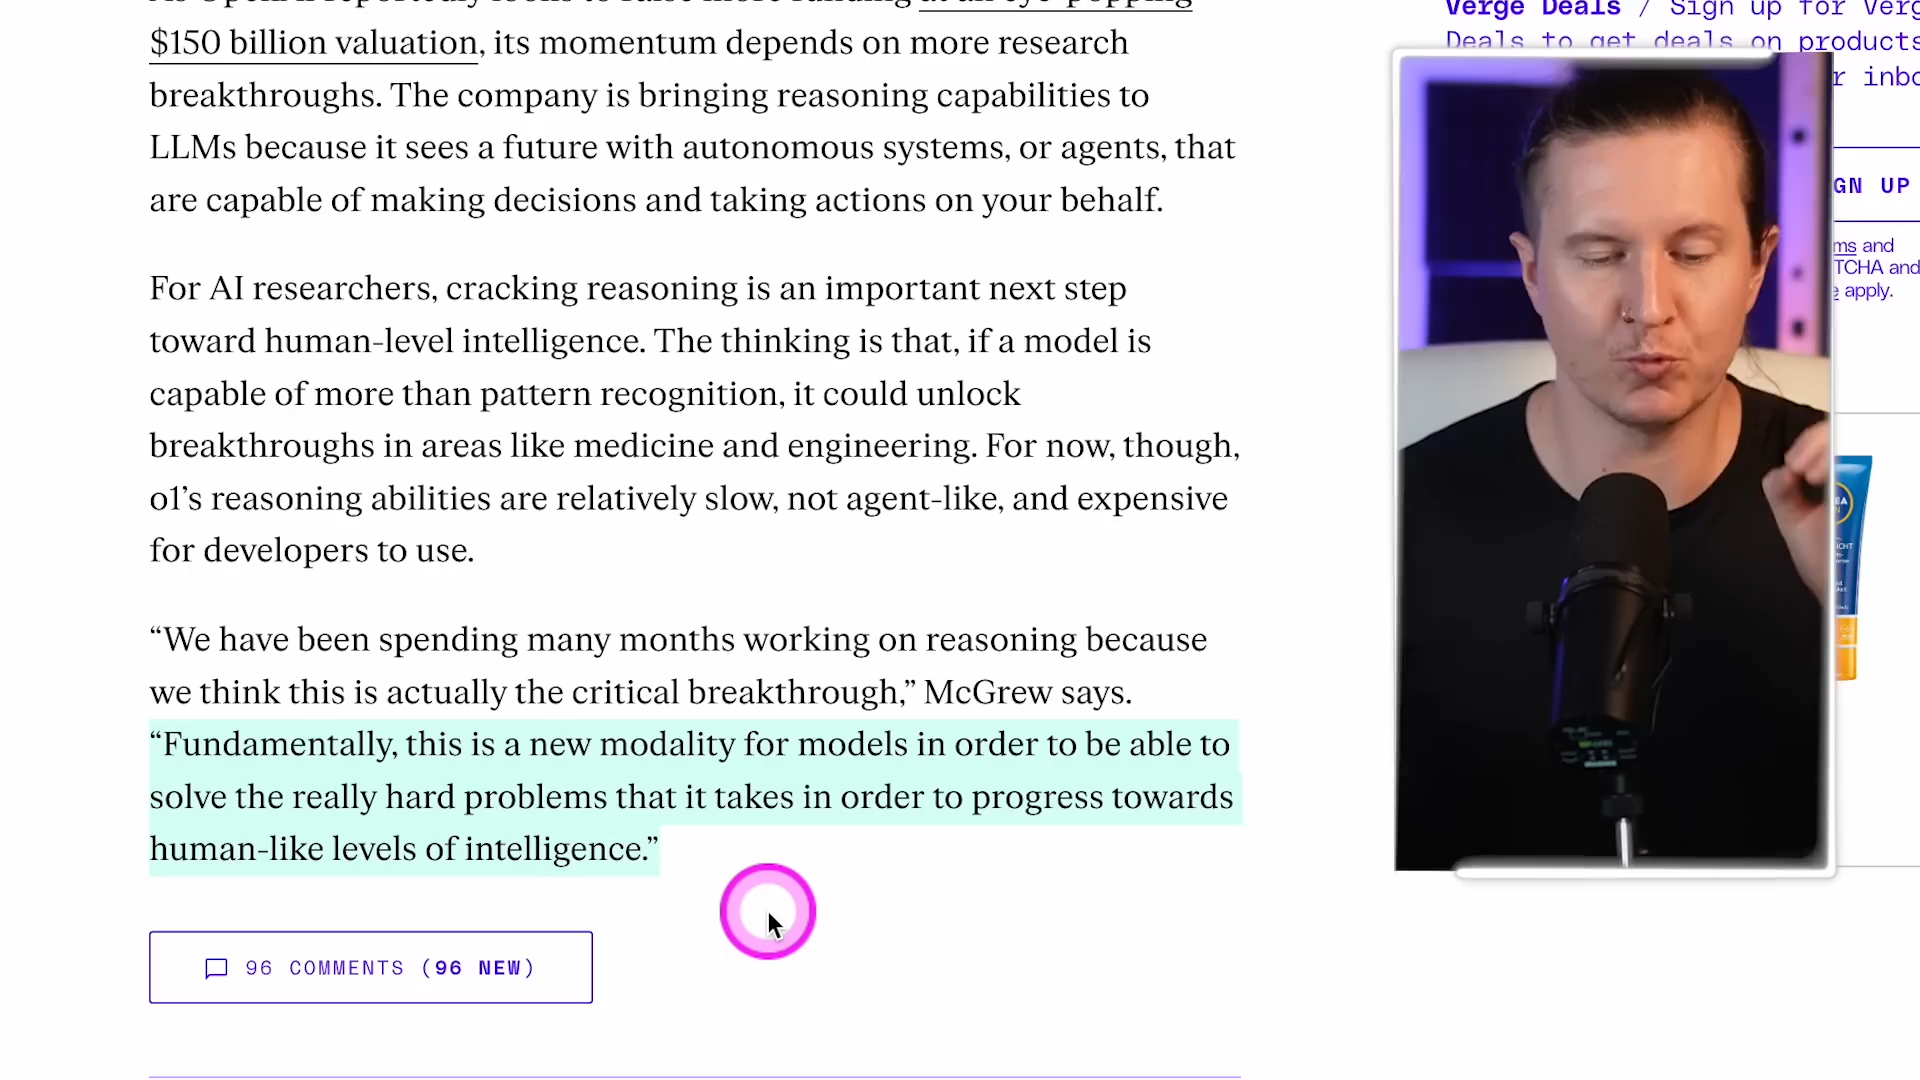 $150 billion valuation, its momentum depends on more research
breakthroughs. The company is bringing reasoning capabilities to
LLMs because it sees a future with autonomous systems, or agents, that
are capable of making decisions and taking actions on your behalf.
For AI researchers, cracking reasoning is an important next step
toward human-level intelligence. The thinking is that, if a model is
capable of more than pattern recognition, it could unlock
breakthroughs in areas like medicine and engineering. For now, though,
o1’s reasoning abilities are relatively slow, not agent-like, and expensive
for developers to use.
“We have been spending many months working on reasoning because
we think this is actually the critical breakthrough,” McGrew says.
“Fundamentally, this is a new modality for models in order to be able to
solve the really hard problems that it takes in order to progress towards
human-like levels of intelligence.”
96 COMMENTS (96 NEW)
Verge Deals / Sign up for Verg
Deals to get deals on products
r inbo
GN UP
ms and
TCHA and
apply.